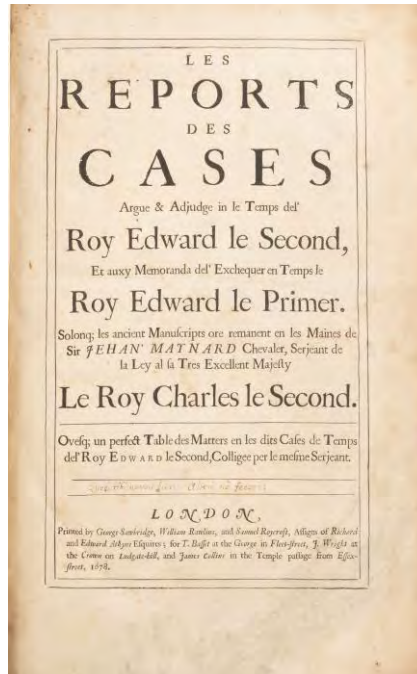 LES
REPORTS
DES
CASES
Argue & Adjudge in le Temps del'
Roy Edward le Second,
Et auxy Memoranda del' Exchequer en Temps le
Roy Edward le Primer.
Solonq; les ancient Manuscripts ore remanent en les Maines de
Sir JEHAN MAYNARD Chevaler, Serjeant de
la Ley al sa Tres Excellent Majesty
Le Roy Charles le Second.
Ovesq; un perfect Table des Matters en les dits Cases de Temps
del' Roy EDWARD le Second, Colligee per le mesme Serjeant.
LONDON,
Printed by George Sawbridge, William Rawlins, and Samuel Roycroft, Assigns of Richard
and Edward Atkyns Esquires; for T. Basset at the George in Fleet-street, J. Wright at
the Crown on Ludgate-hill, and James Collins in the Temple passage from Essex-
street, 1678.